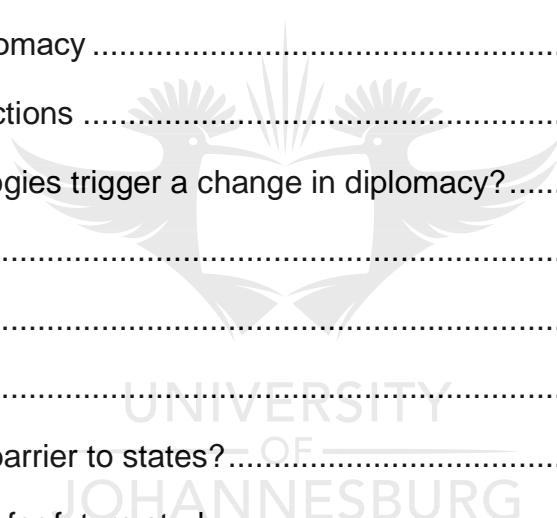 omacy ....................................................
ctions .....................................................
ogies trigger a change in diplomacy?......
................................................................
................................................................
................................................................
UNIVERSITY
barrier to states?.....................................
OF
JOHANNESBURG